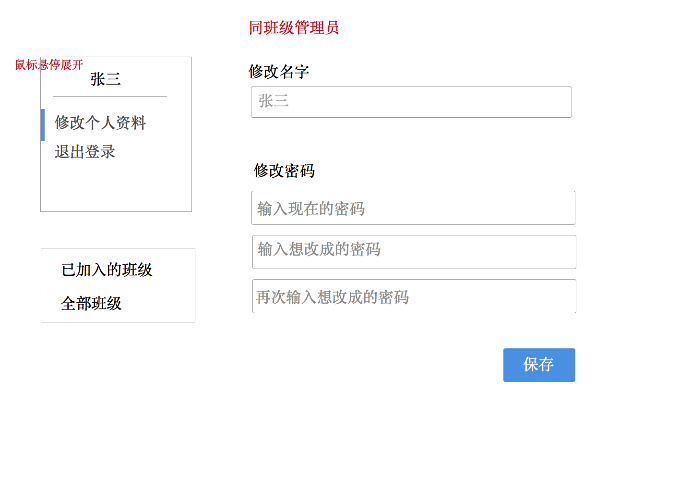 同班级管理员
鼠标悬停展开
张三
修改个人资料
退出登录
已加入的班级
全部班级
修改名字
张三
修改密码
输入现在的密码
输入想改成的密码
再次输入想改成的密码
保存